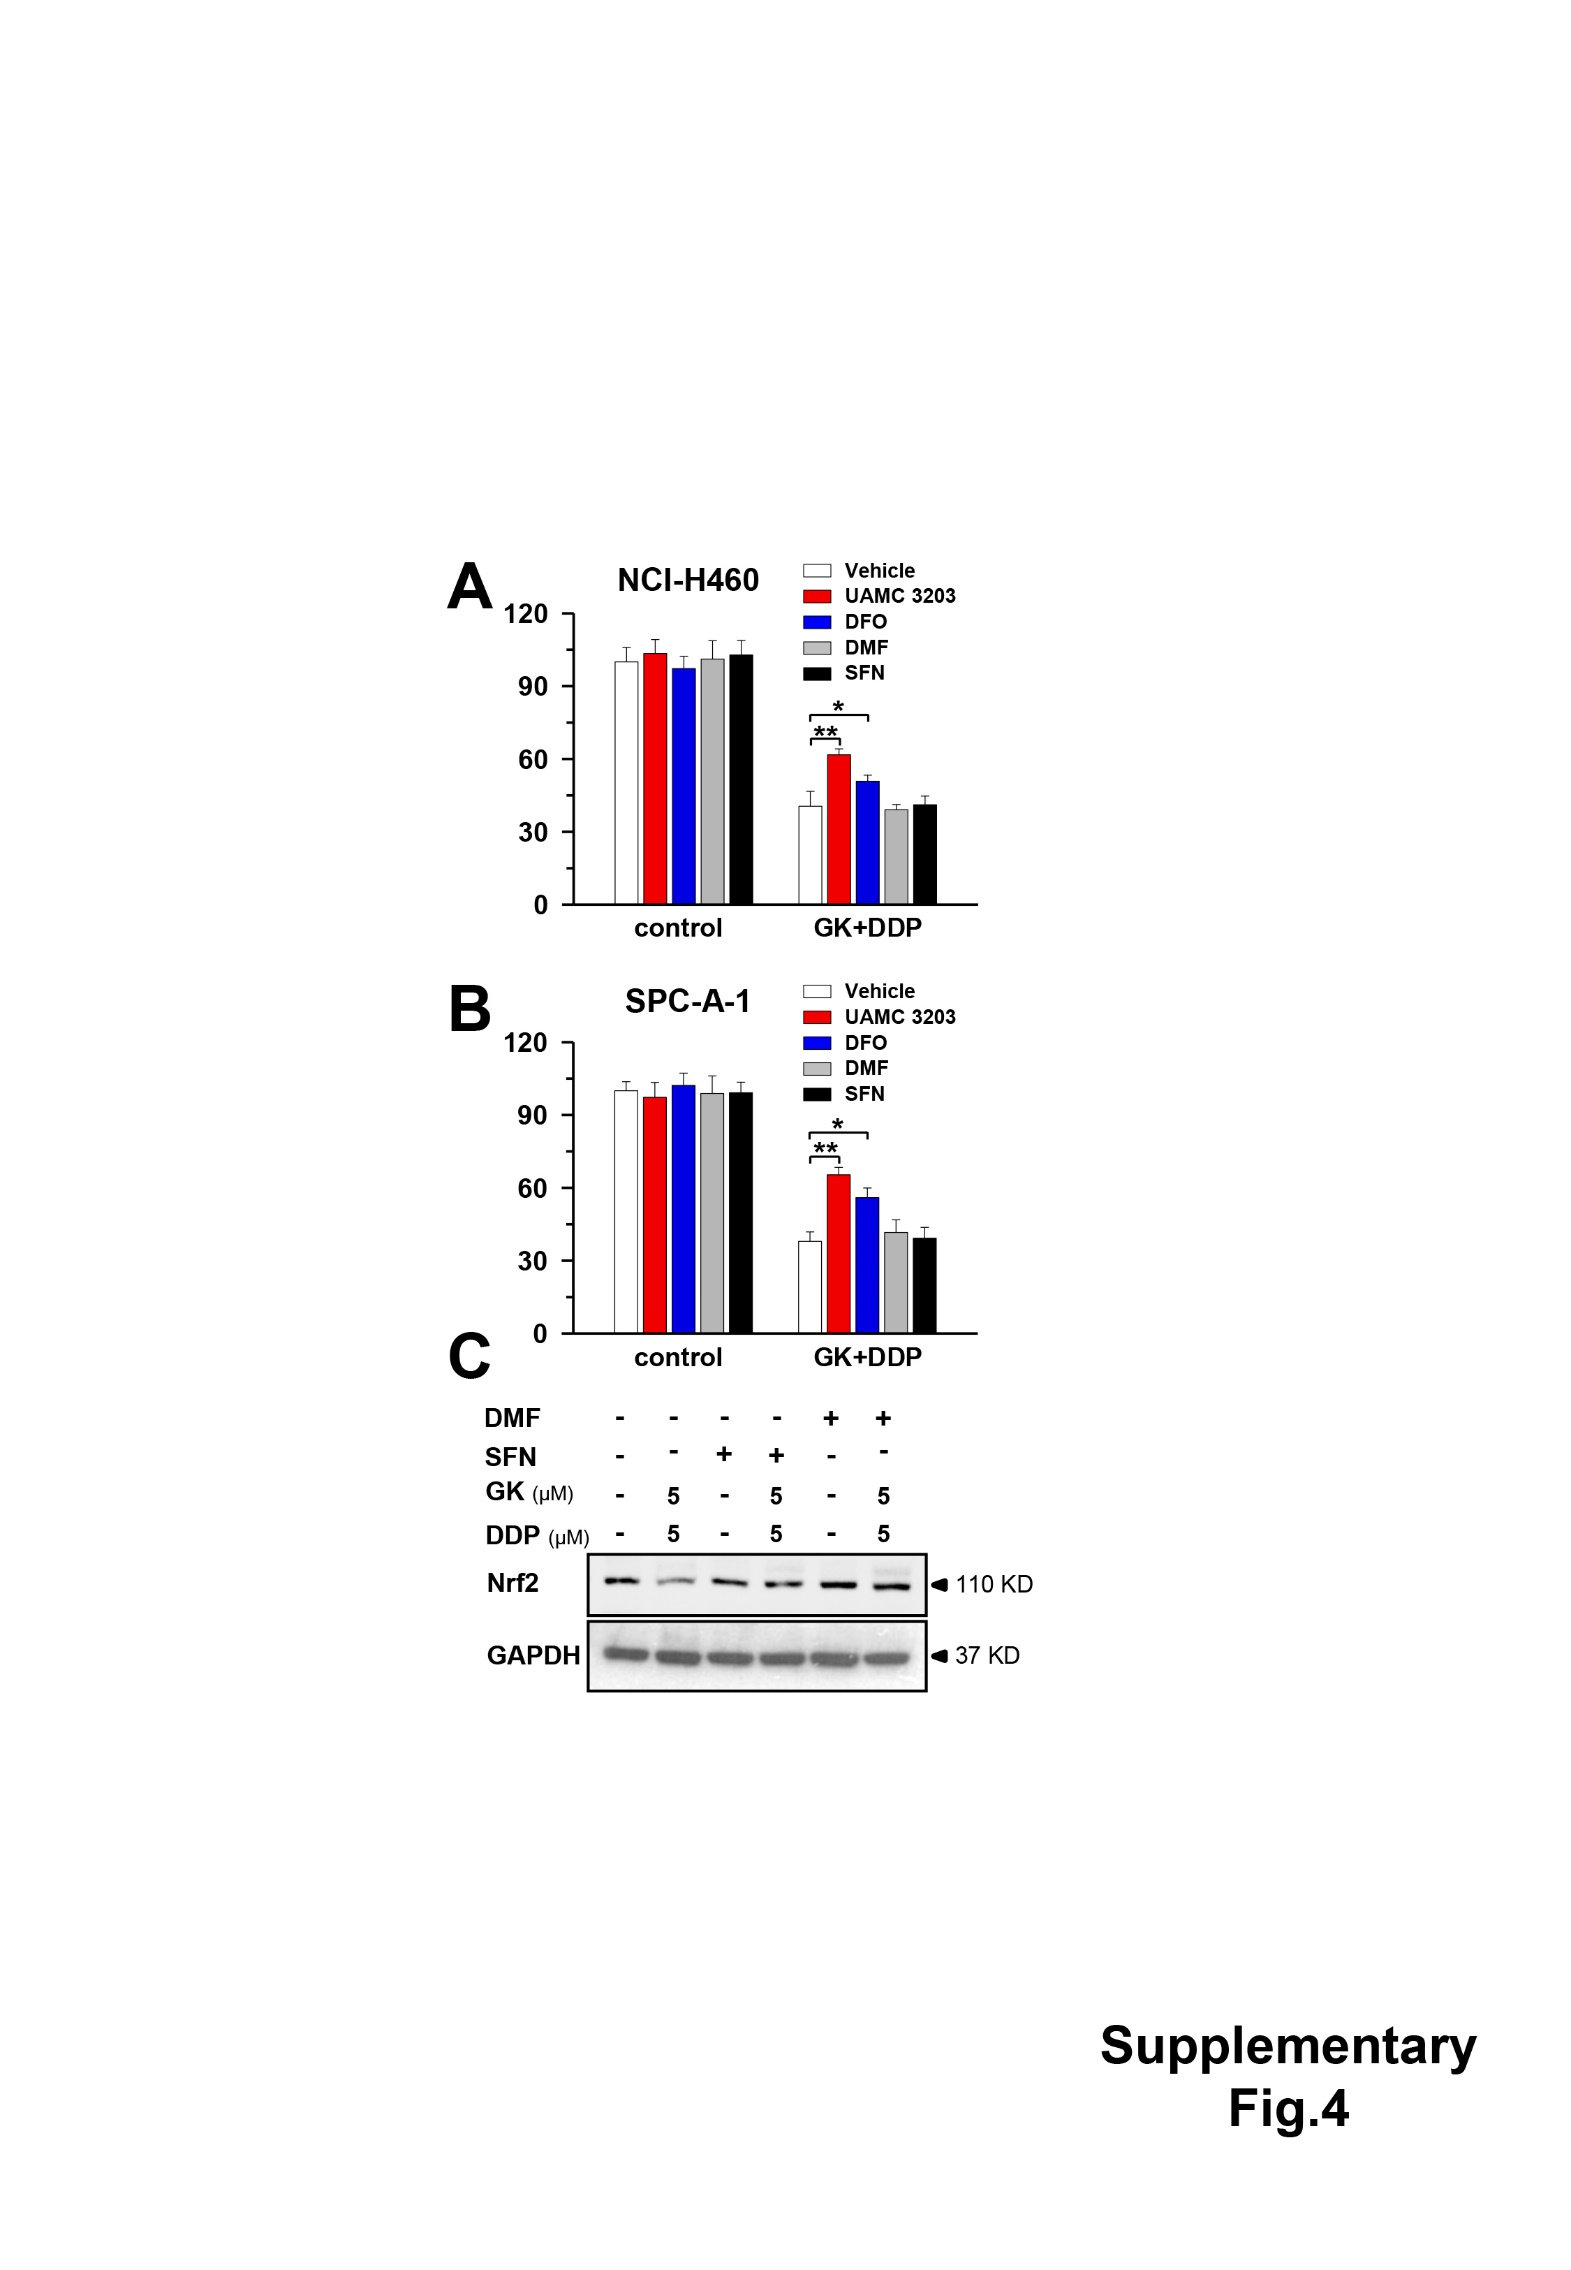 A
NCI-H460
Vehicle
UAMC 3203
DFO
DMF
SFN
120
90
60
30
0
*
**
control
GK+DDP
B
SPC-A-1
Vehicle
UAMC 3203
DFO
DMF
SFN
120
90
60
30
0
*
**
control
GK+DDP
C
DMF - - - - + +
SFN - - + + - -
GK (µM) - 5 - 5 - 5
DDP (µM) - 5 - 5 - 5
Nrf2 110 KD
GAPDH 37 KD
Supplementary
Fig.4